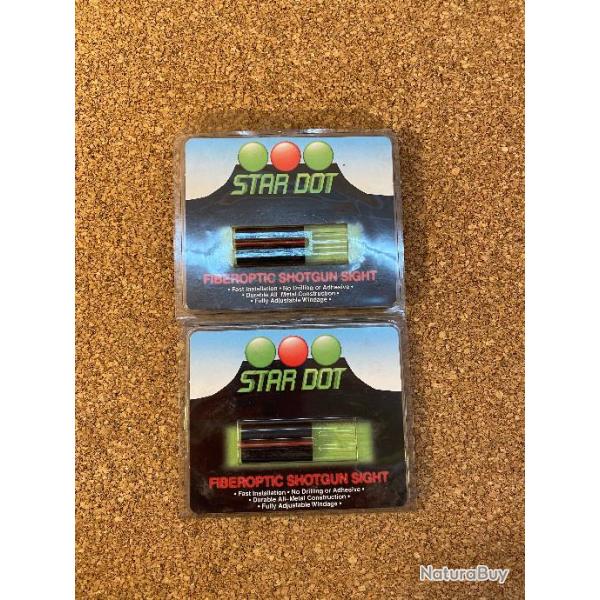 STAR DOT
FIBEROPTIC SHOTGUN SIGHT
• Fast Installation • No Drilling or Adhesive •
• Durable All-Metal Construction •
• Fully Adjustable Windage •
STAR DOT
FIBEROPTIC SHOTGUN SIGHT
• Fast Installation • No Drilling or Adhesive •
• Durable All-Metal Construction •
• Fully Adjustable Windage •
NaturaBuy